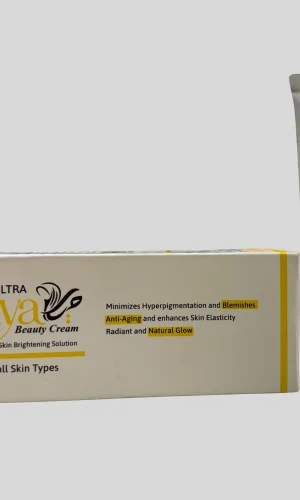 LTRA
ya
Beauty Cream
Skin Brightening Solution
all Skin Types
Minimizes Hyperpigmentation and Blemishes
Anti-Aging and enhances Skin Elasticity
Radiant and Natural Glow